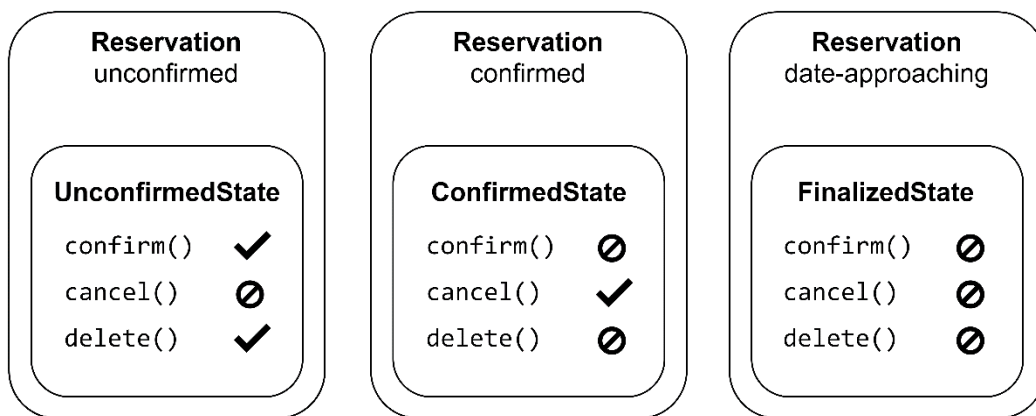 Reservation
unconfirmed
UnconfirmedState
confirm()
cancel()
delete()
Reservation
confirmed
ConfirmedState
confirm()
cancel()
delete()
Reservation
date-approaching
FinalizedState
confirm()
cancel()
delete()